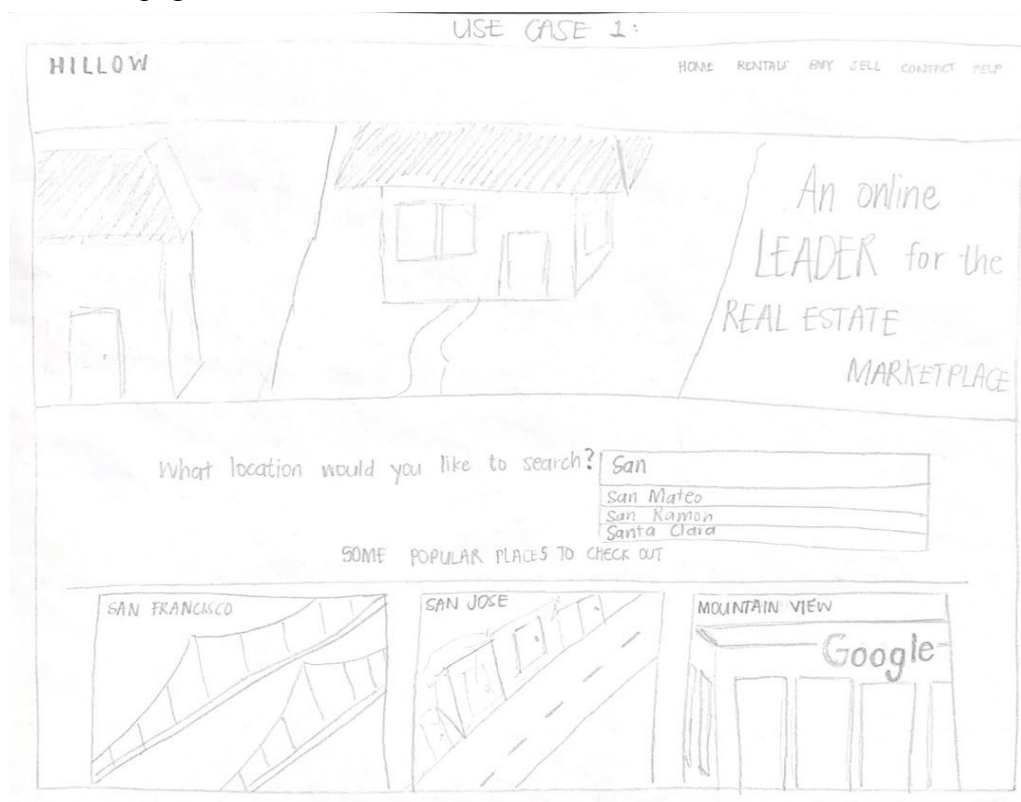 USE CASE 1:
HILLOW
HOME RENTALS BUY SELL CONTACT HELP
An online
LEADER for the
REAL ESTATE
MARKETPLACE
What location would you like to search? San
San Mateo
San Ramon
Santa Clara
SOME POPULAR PLACES TO CHECK OUT
SAN FRANCISCO
SAN JOSE
MOUNTAIN VIEW
Google